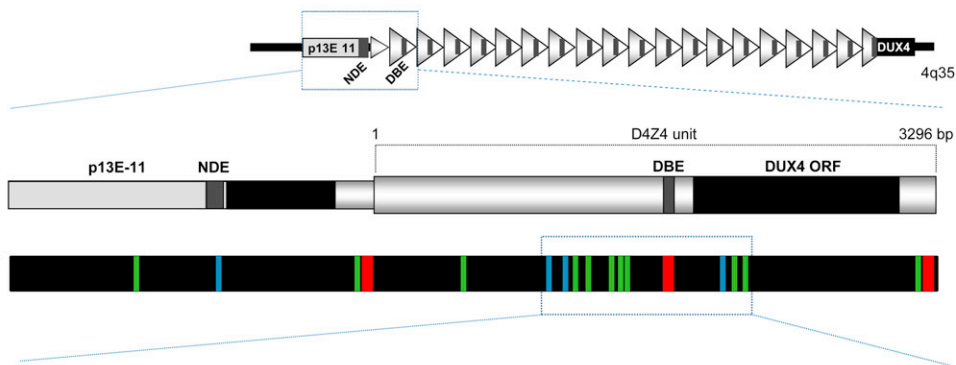 p13E 11
NDE
DBE
DUX4
4q35
1
D4Z4 unit
3296 bp
p13E-11
NDE
DBE
DUX4 ORF